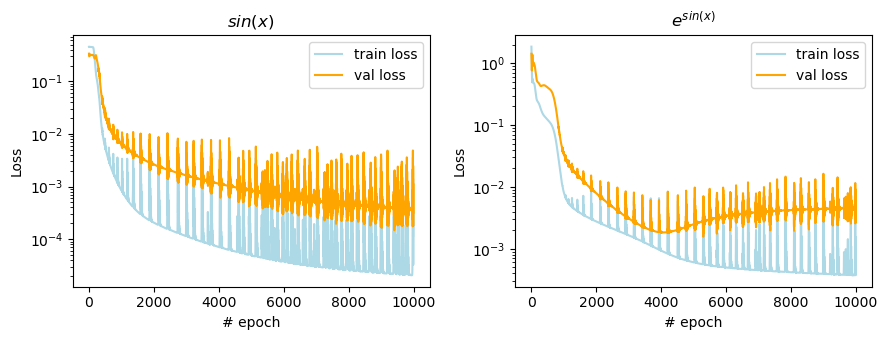 sin(x)
Loss
10⁻¹
10⁻²
10⁻³
10⁻⁴
train loss
val loss
0 2000 4000 6000 8000 10000
# epoch
e^sin(x)
Loss
10⁰
10⁻¹
10⁻²
10⁻³
train loss
val loss
0 2000 4000 6000 8000 10000
# epoch